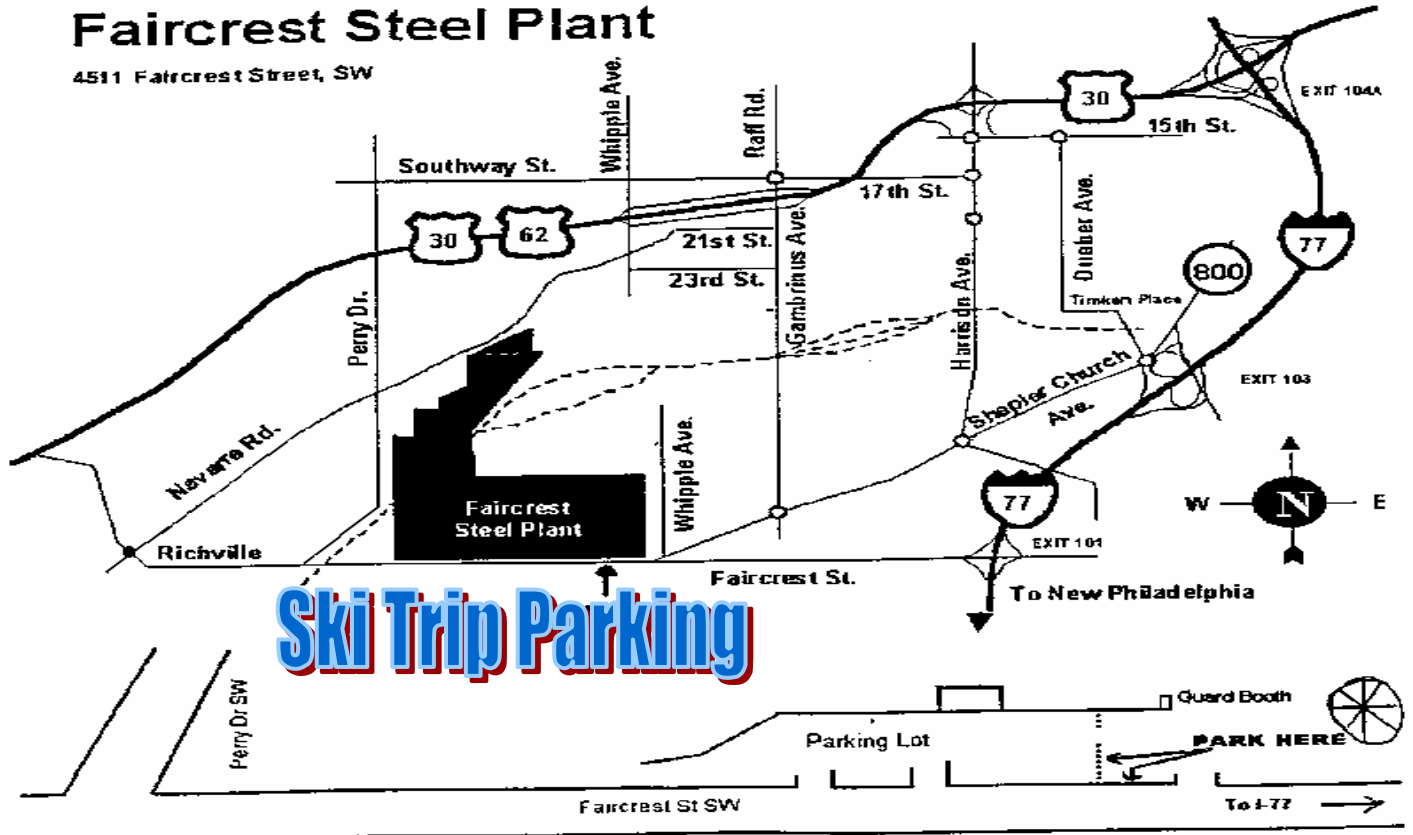 Faircrest Steel Plant
4511 Faircrest Street, SW
Whipple Ave.
Raff Rd.
30
EXIT 104A
15th St.
Southway St.
17th St.
30
62
21st St.
23rd St.
Gambrinus Ave.
Harrison Ave.
Dueber Ave.
77
800
Timken Place
Perry Dr.
Shepler Church
Ave.
EXIT 103
Navarre Rd.
Whipple Ave.
Faircrest
Steel Plant
77
W
N
E
Richville
EXIT 101
Faircrest St.
To New Philadelphia
Ski Trip Parking
Perry Dr SW
Guard Booth
Parking Lot
PARK HERE
Faircrest St SW
To I-77